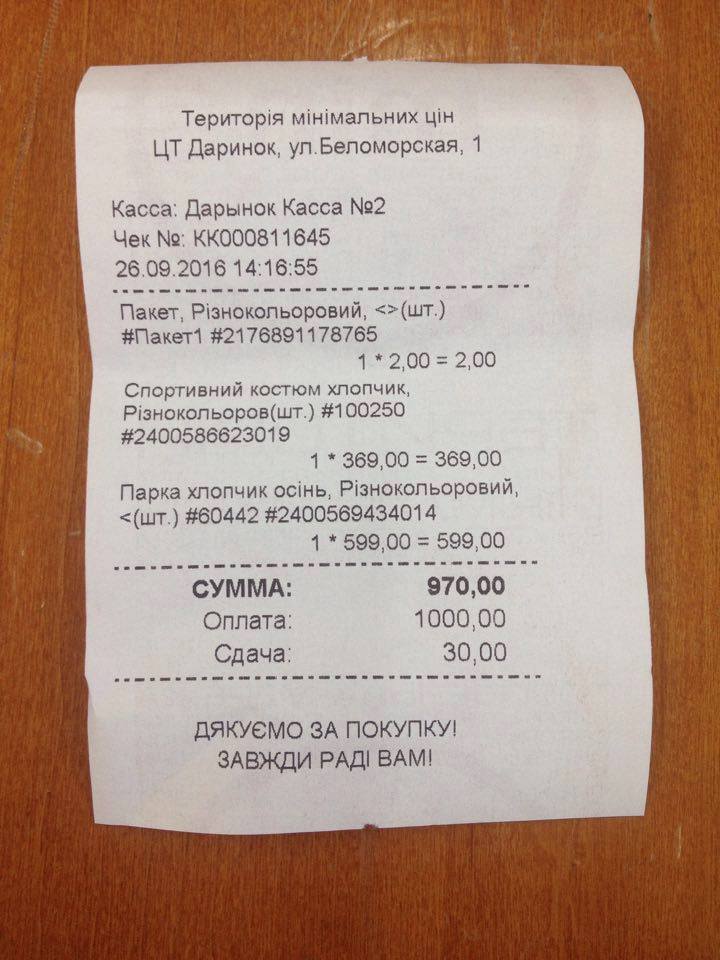 Територія мінімальних цін
ЦТ Даринок, ул.Беломорская, 1
Касса: Дарынок Касса №2
Чек №: КК000811645
26.09.2016 14:16:55
Пакет, Різнокольоровий, <>(шт.)
#Пакет1 #2176891178765
1 * 2,00 = 2,00
Спортивний костюм хлопчик,
Різнокольоров(шт.) #100250
#2400586623019
1 * 369,00 = 369,00
Парка хлопчик осінь, Різнокольоровий,
<(шт.) #60442 #2400569434014
1 * 599,00 = 599,00
СУММА: 970,00
Оплата: 1000,00
Сдача: 30,00
ДЯКУЄМО ЗА ПОКУПКУ!
ЗАВЖДИ РАДІ ВАМ!